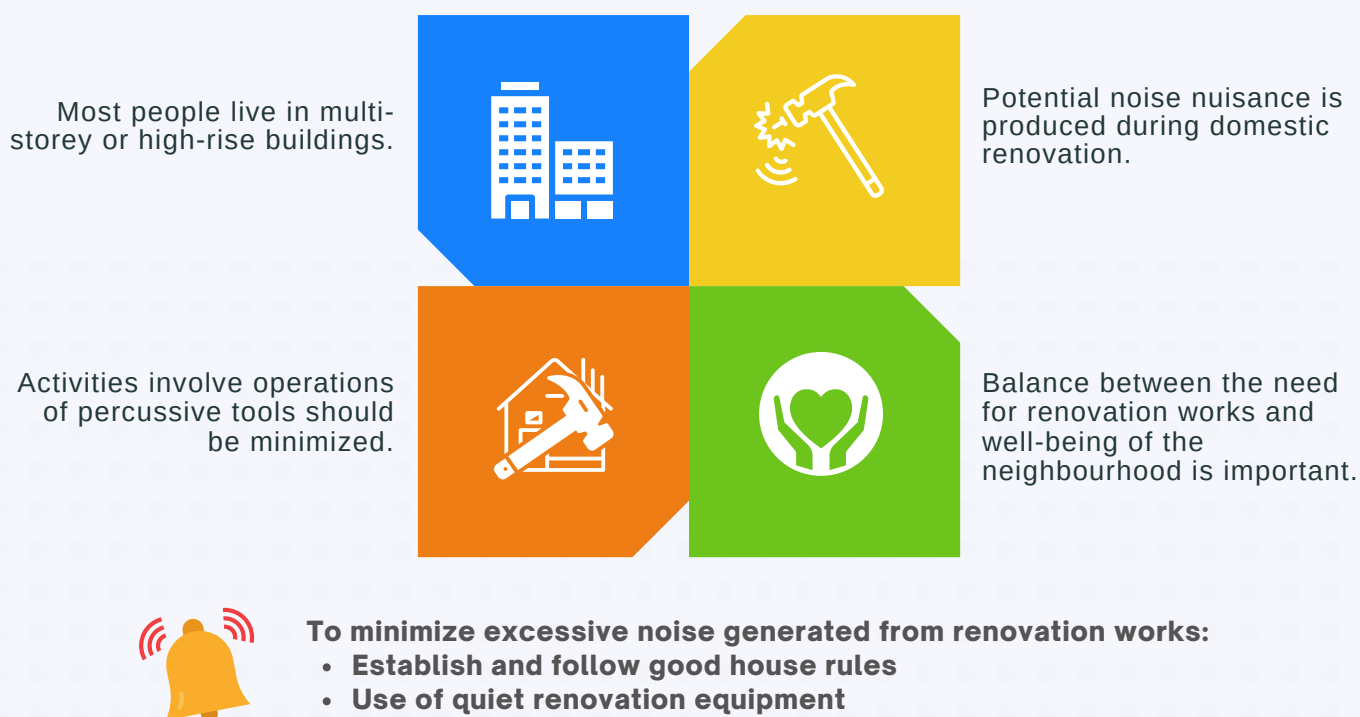 Most people live in multi-
storey or high-rise buildings.
Potential noise nuisance is
produced during domestic
renovation.
Activities involve operations
of percussive tools should
be minimized.
Balance between the need
for renovation works and
well-being of the
neighbourhood is important.
To minimize excessive noise generated from renovation works:
• Establish and follow good house rules
• Use of quiet renovation equipment